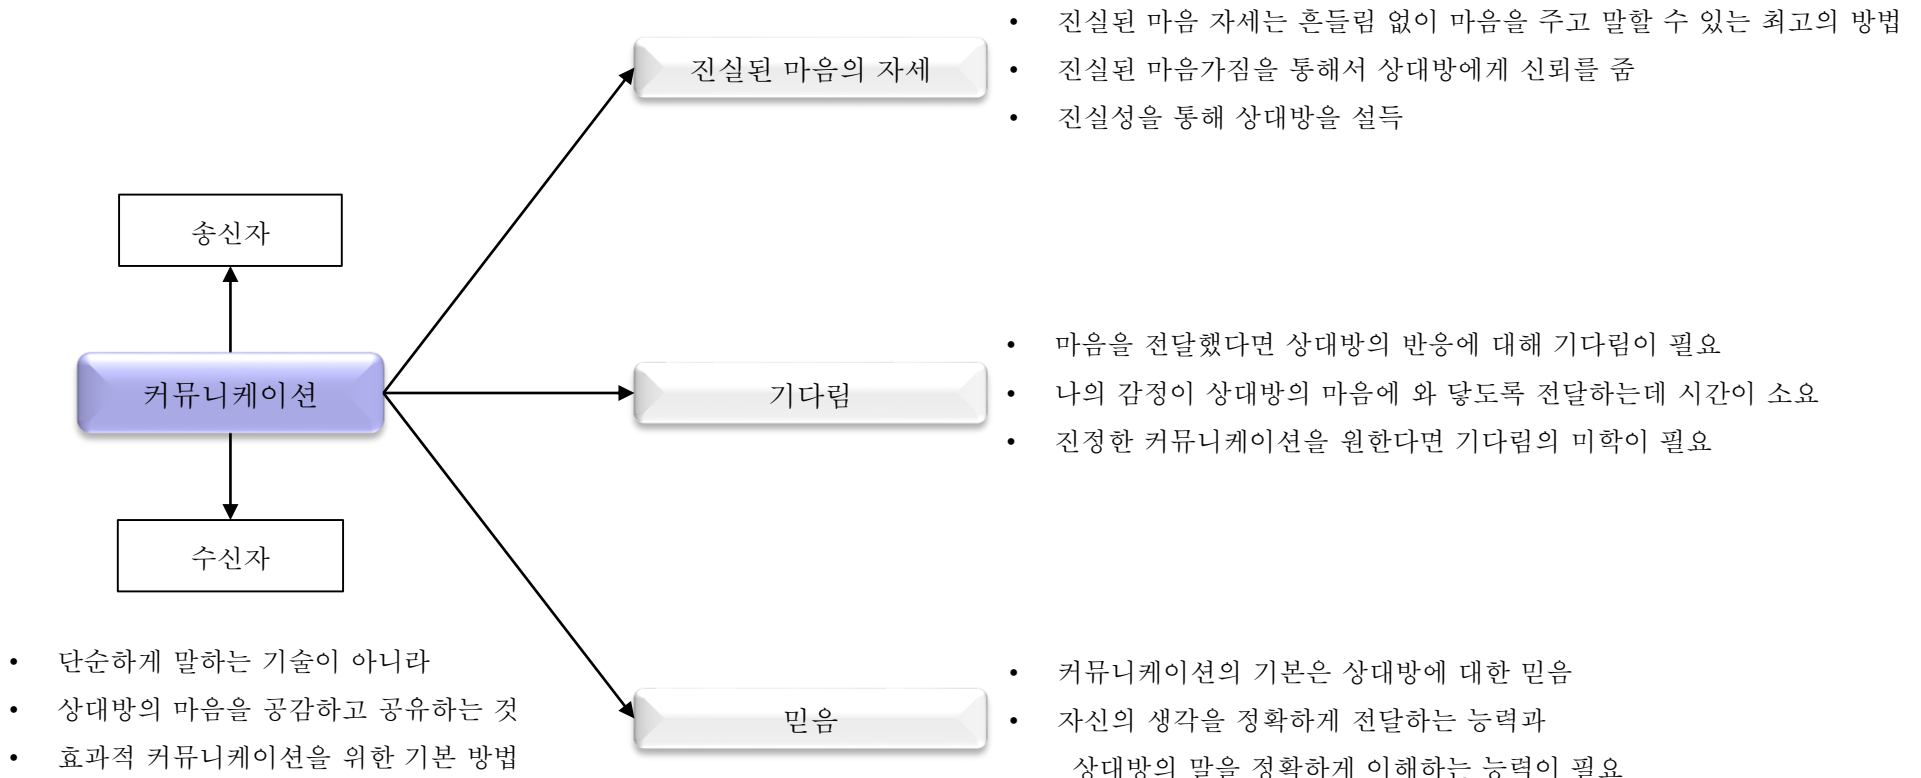 • 진실된 마음 자세는 흔들림 없이 마음을 주고 말할 수 있는 최고의 방법
진실된 마음의 자세
• 진실된 마음가짐을 통해서 상대방에게 신뢰를 줌
• 진실성을 통해 상대방을 설득
송신자
• 마음을 전달했다면 상대방의 반응에 대해 기다림이 필요
커뮤니케이션
기다림
• 나의 감정이 상대방의 마음에 와 닿도록 전달하는데 시간이 소요
• 진정한 커뮤니케이션을 원한다면 기다림의 미학이 필요
수신자
• 단순하게 말하는 기술이 아니라
• 상대방의 마음을 공감하고 공유하는 것
• 효과적 커뮤니케이션을 위한 기본 방법
믿음
• 커뮤니케이션의 기본은 상대방에 대한 믿음
• 자신의 생각을 정확하게 전달하는 능력과
상대방의 말을 정확하게 이해하는 능력이 필요